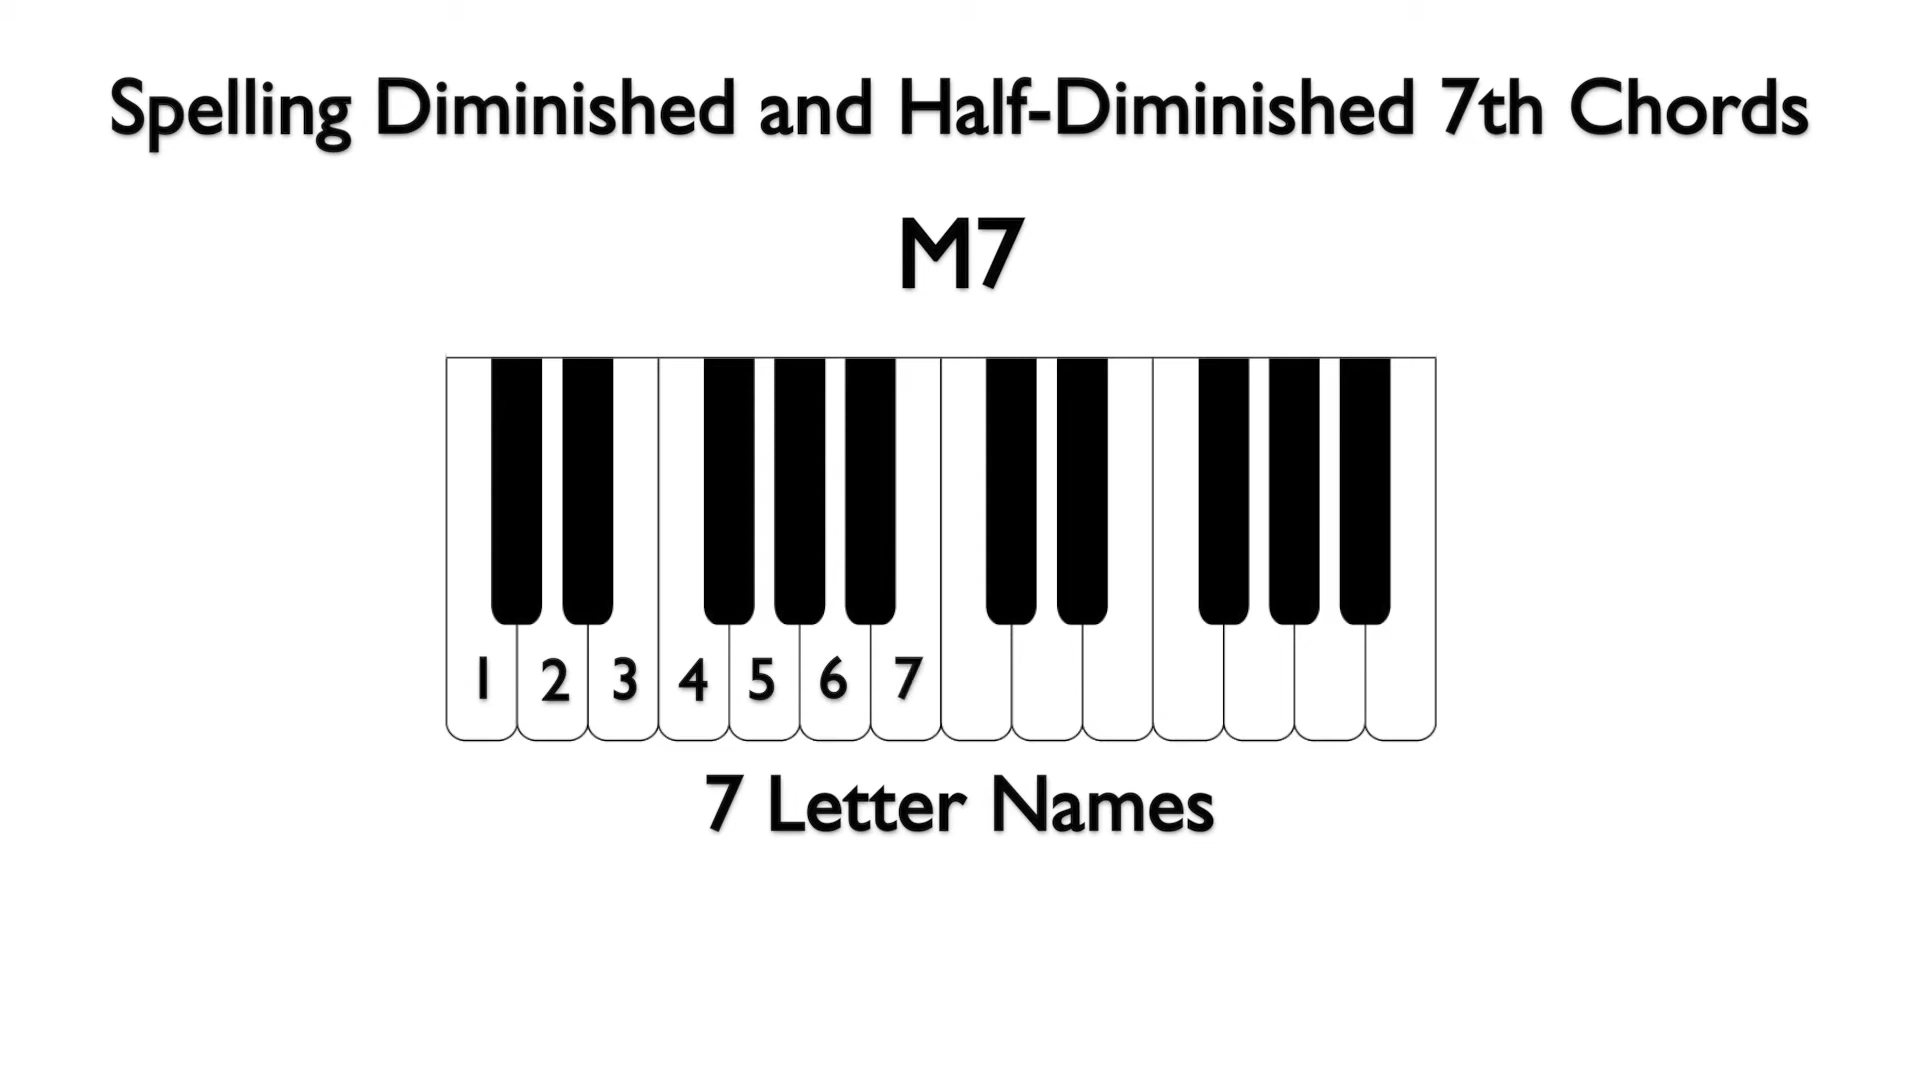 Spelling Diminished and Half-Diminished 7th Chords
M7
1 2 3 4 5 6 7
7 Letter Names